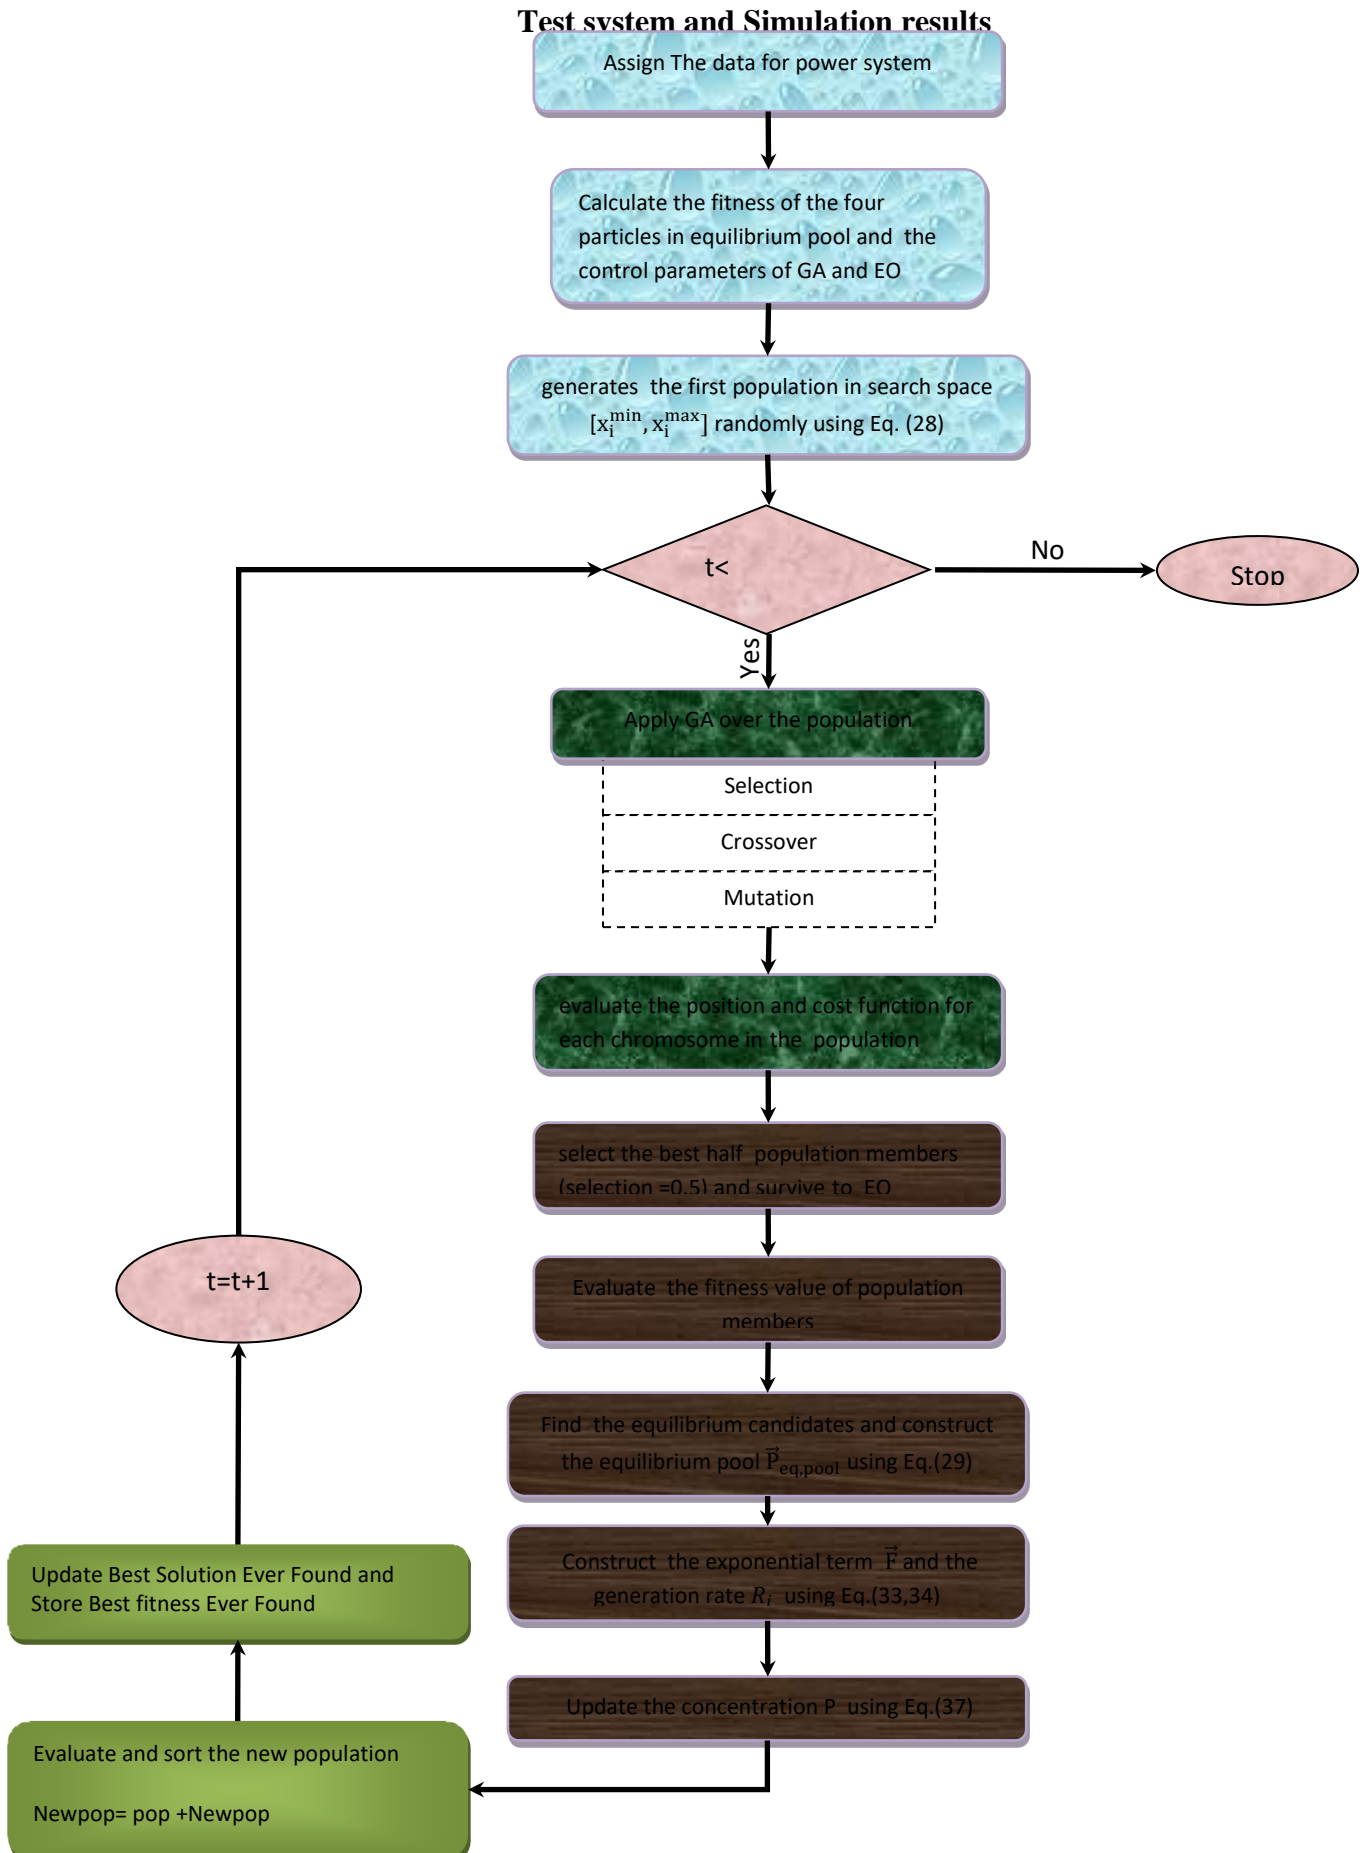 Test system and Simulation results
Assign The data for power system
Calculate the fitness of the four
particles in equilibrium pool and the
control parameters of GA and EO
generates the first population in search space
[x_i^min, x_i^max] randomly using Eq. (28)
t<
No
Stop
Yes
Apply GA over the population
Selection
Crossover
Mutation
evaluate the position and cost function for
each chromosome in the population
select the best half population members
(selection =0.5) and survive to EO
Evaluate the fitness value of population
members
Find the equilibrium candidates and construct
the equilibrium pool P⃗_eq,pool using Eq.(29)
Construct the exponential term F⃗ and the
generation rate R_i using Eq.(33,34)
Update the concentration P using Eq.(37)
Evaluate and sort the new population
Newpop= pop +Newpop
Update Best Solution Ever Found and
Store Best fitness Ever Found
t=t+1